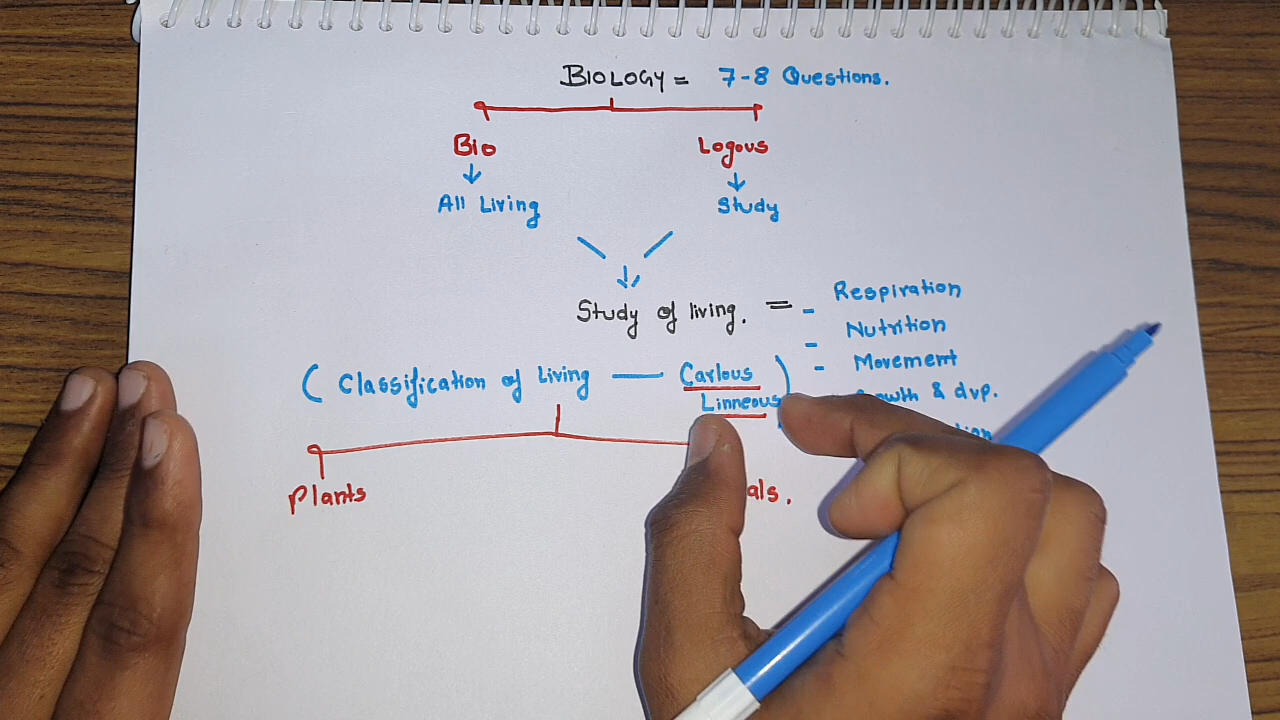 BIOLOGY = 7-8 Questions.
Bio Logous
All Living Study
Study of living. =
- Respiration
- Nutrition
- Movement
& dvp.
(Classification of Living — Carlous Linneous)
Plants